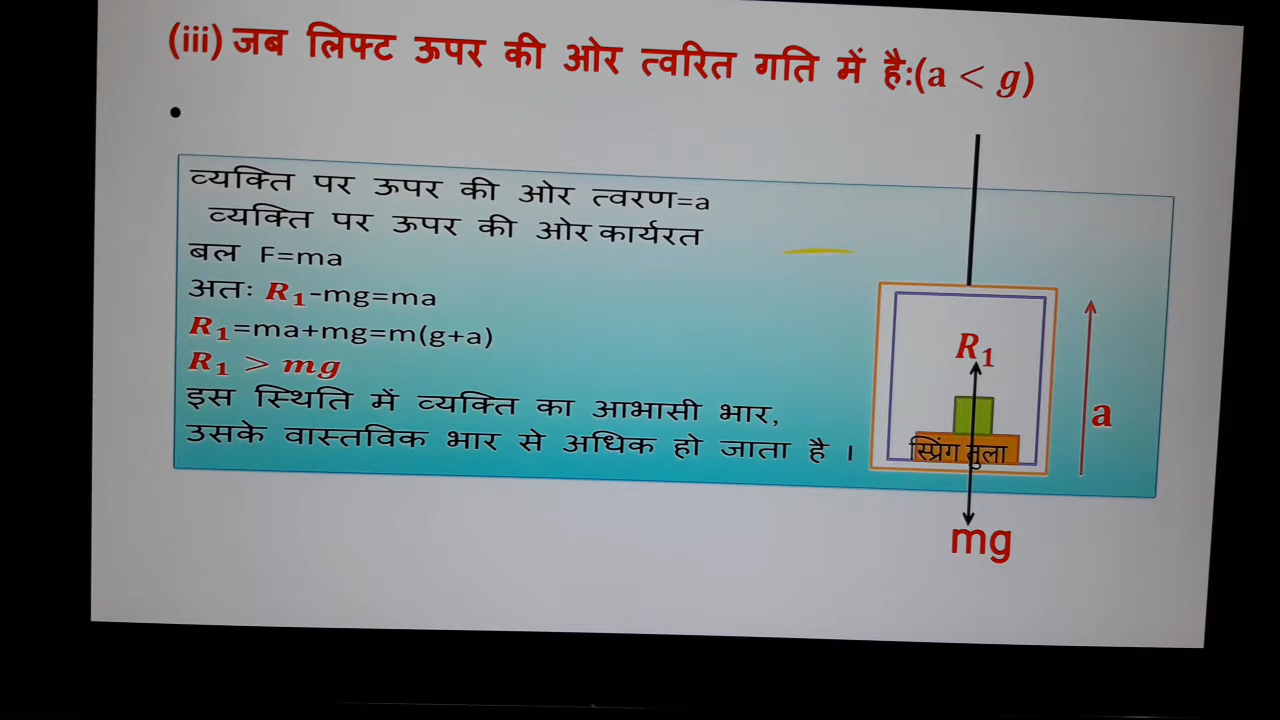 (iii) जब लिफ्ट ऊपर की ओर त्वरित गति में है:(a < g)
•
व्यक्ति पर ऊपर की ओर त्वरण=a
व्यक्ति पर ऊपर की ओर कार्यरत
बल F=ma
अतः R₁-mg=ma
R₁=ma+mg=m(g+a)
R₁ > mg
इस स्थिति में व्यक्ति का आभासी भार,
उसके वास्तविक भार से अधिक हो जाता है ।
R₁
a
स्प्रिंग तुला
mg